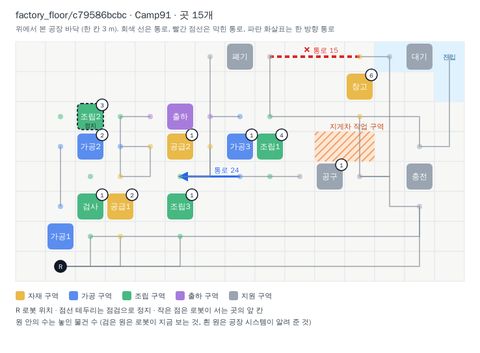 factory_floor/c79586bcbc · Camp91 · 곳 15개
위에서 본 공장 바닥 (한 칸 3 m). 회색 선은 통로, 빨간 점선은 막힌 통로, 파란 화살표는 한 방향 통로
폐기
✕ 통로 15
대기
진입
창고
6
조립2
3
정지
출하
지게차 작업 구역
가공2
2
공급2
1
가공3
1
조립1
4
통로 24
공구
1
충전
검사
1
공급1
2
조립3
1
가공1
R
자재 구역
가공 구역
조립 구역
출하 구역
지원 구역
R 로봇 위치 · 점선 테두리는 점검으로 정지 · 작은 점은 로봇이 서는 곳의 앞 칸
원 안의 수는 놓인 물건 수 (검은 원은 로봇이 지금 보는 것, 흰 원은 공장 시스템이 알려 준 것)